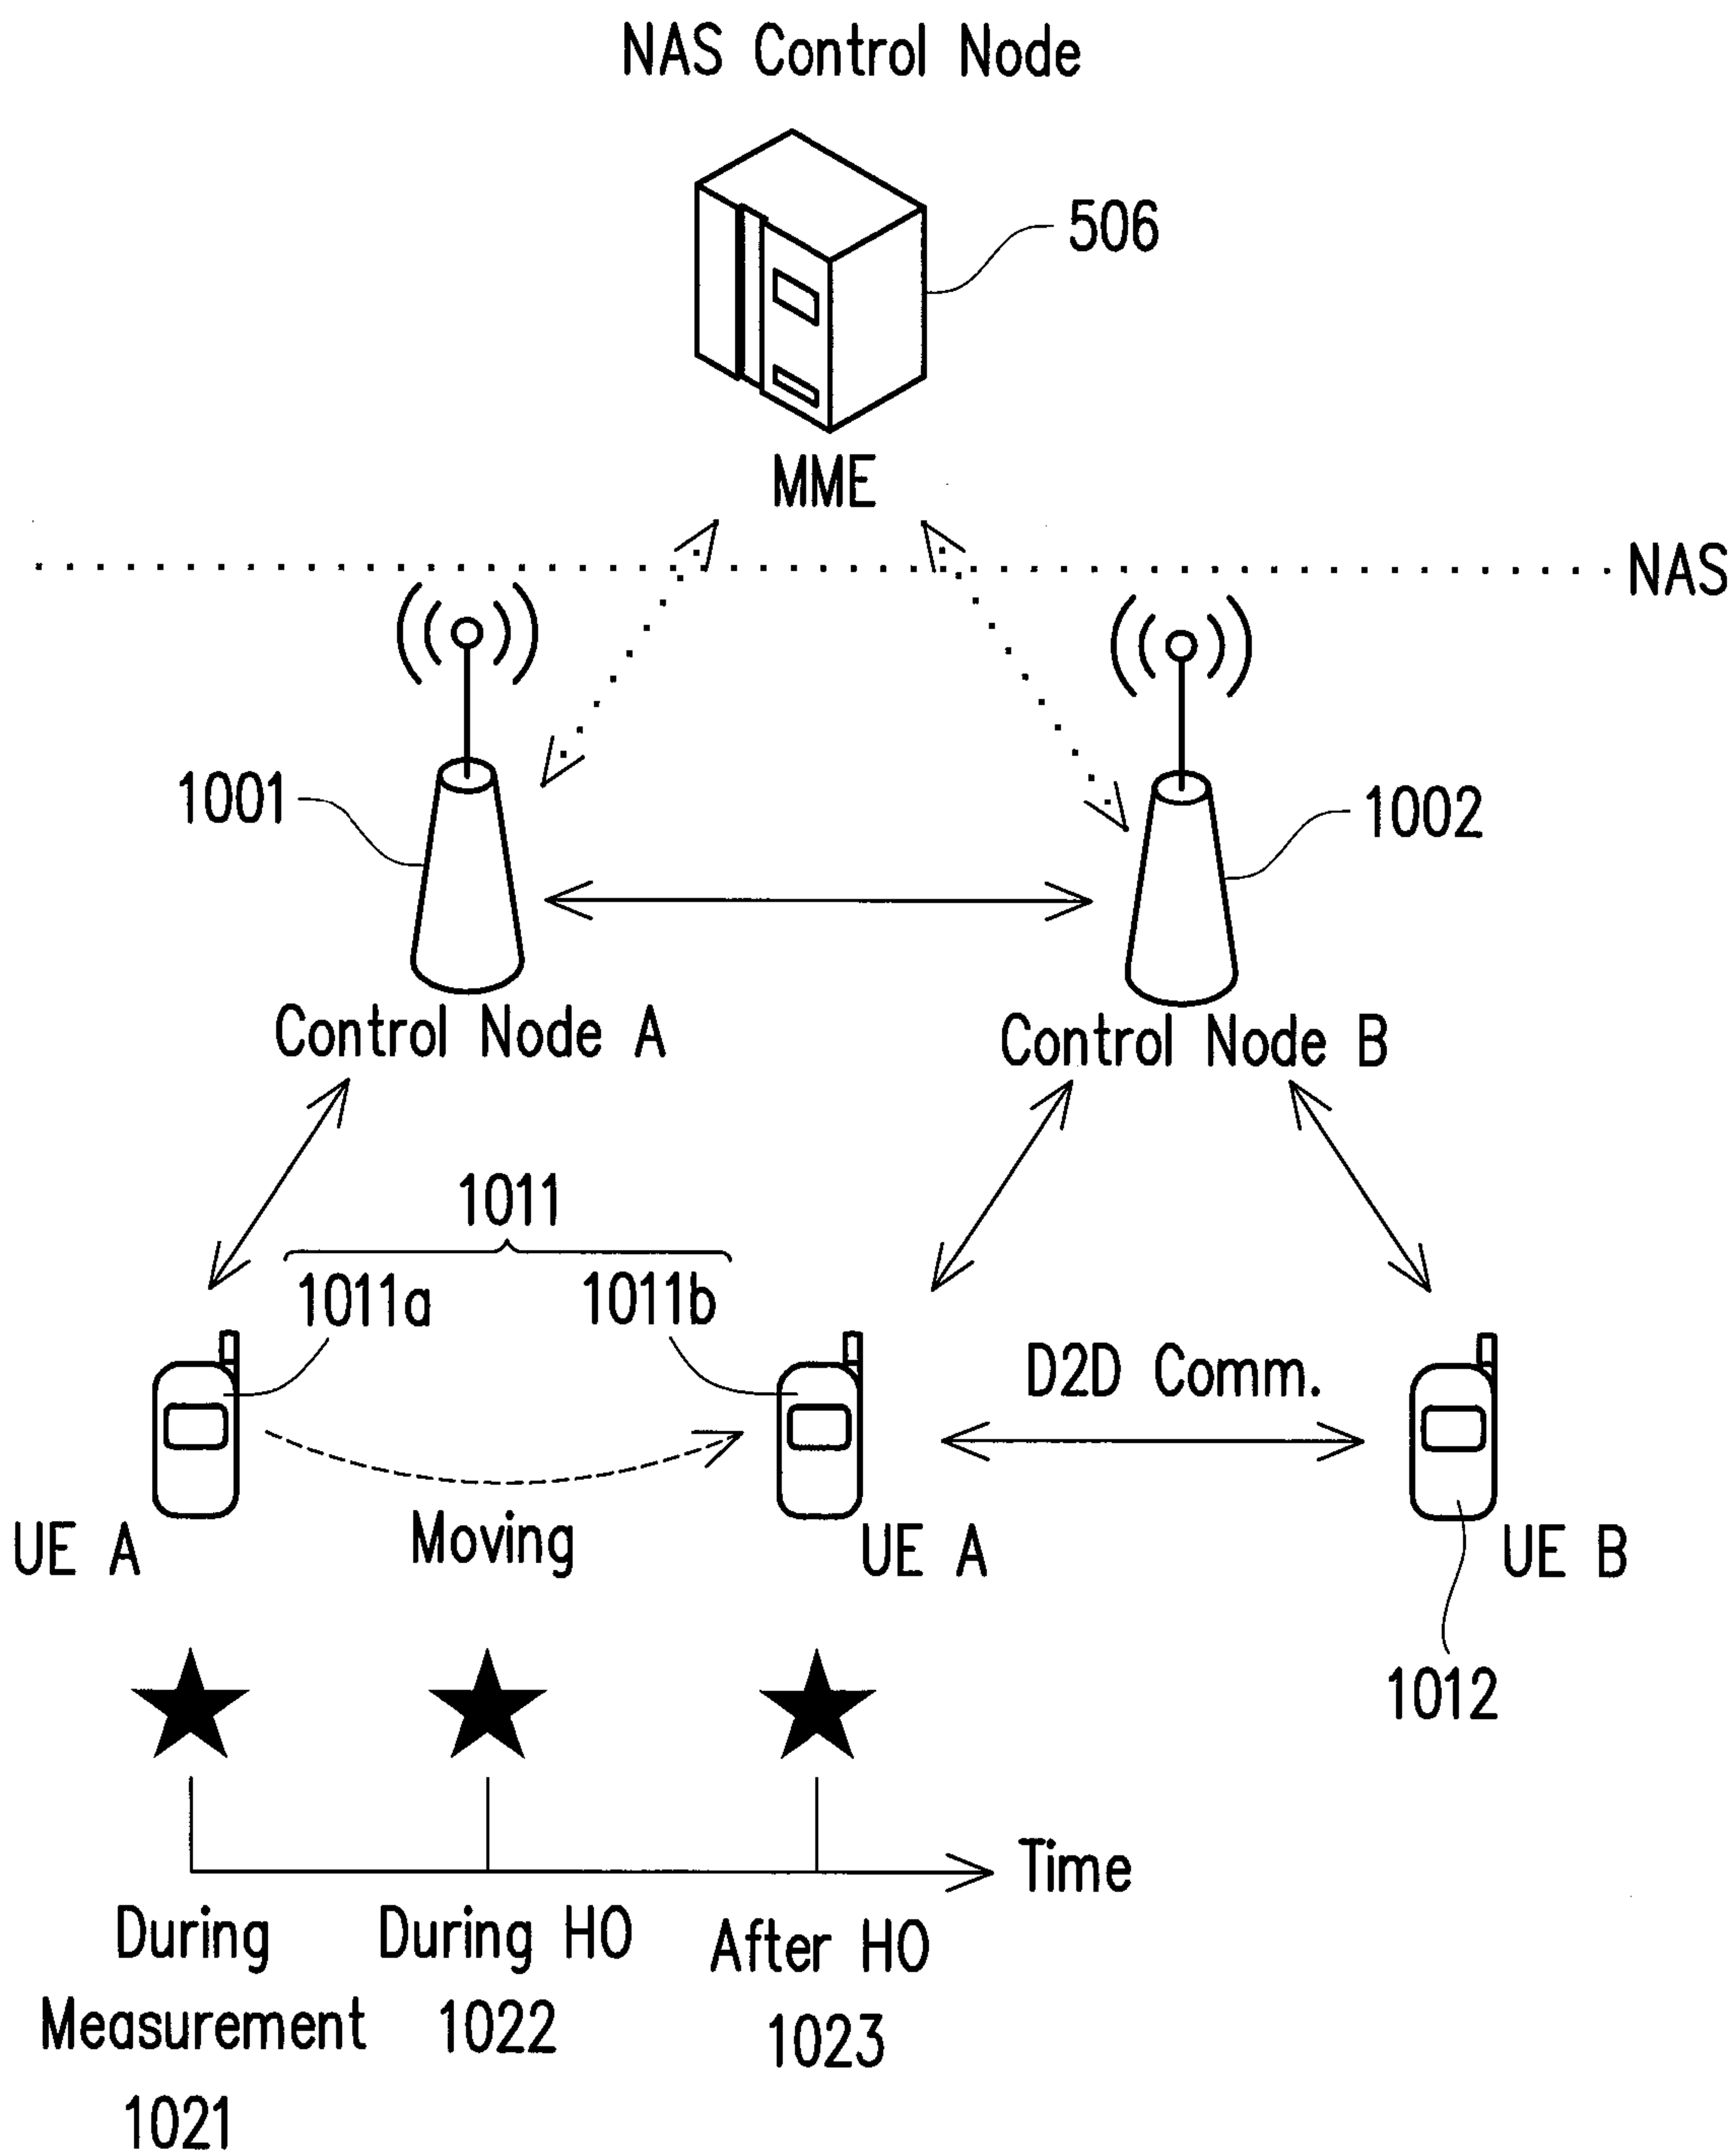 NAS Control Node
506
MME
NAS
1001
1002
Control Node A
Control Node B
1011
1011a
1011b
D2D Comm.
UE A
Moving
UE A
UE B
1012
Time
During
Measurement
1021
During HO
1022
After HO
1023